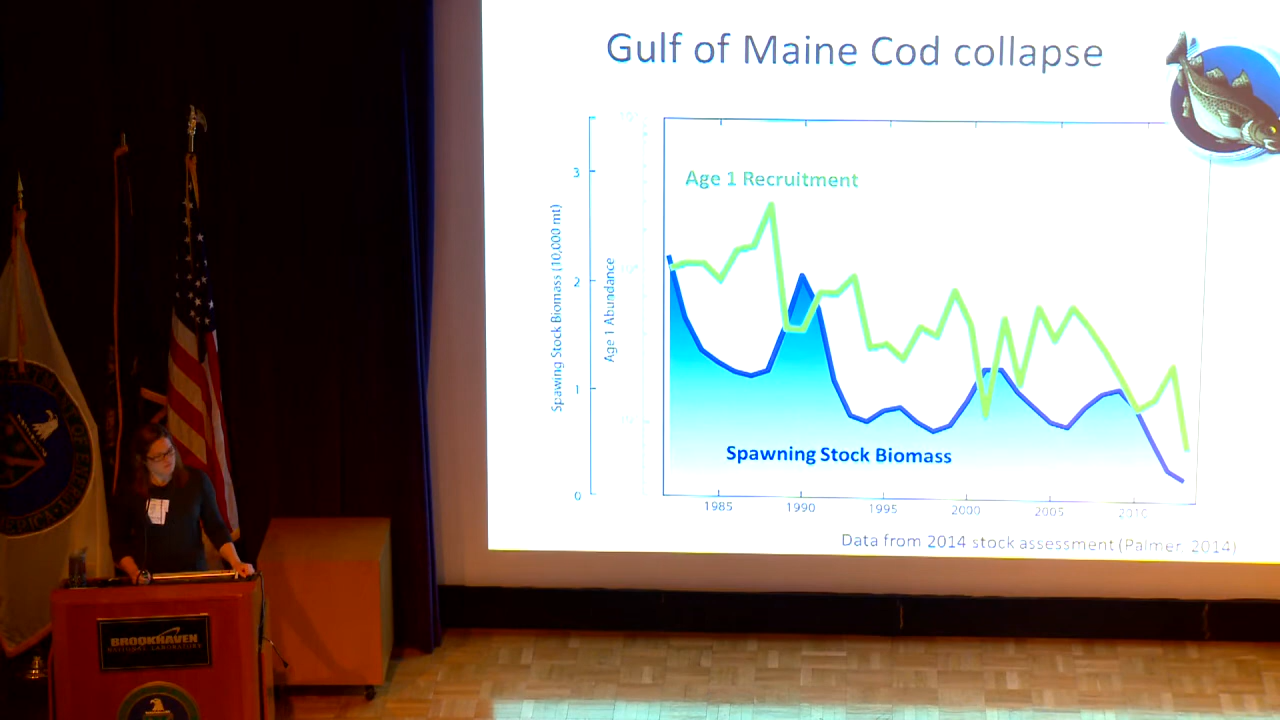 Gulf of Maine Cod collapse
Spawing Stock Biomass (10,000 mt)
Age 1 Abundance
3
2
1
0
Age 1 Recruitment
Spawning Stock Biomass
1985
1990
1995
2000
2005
2010
Data from 2014 stock assessment (Palmer, 2014)
BROOKHAVEN
NATIONAL LABORATORY